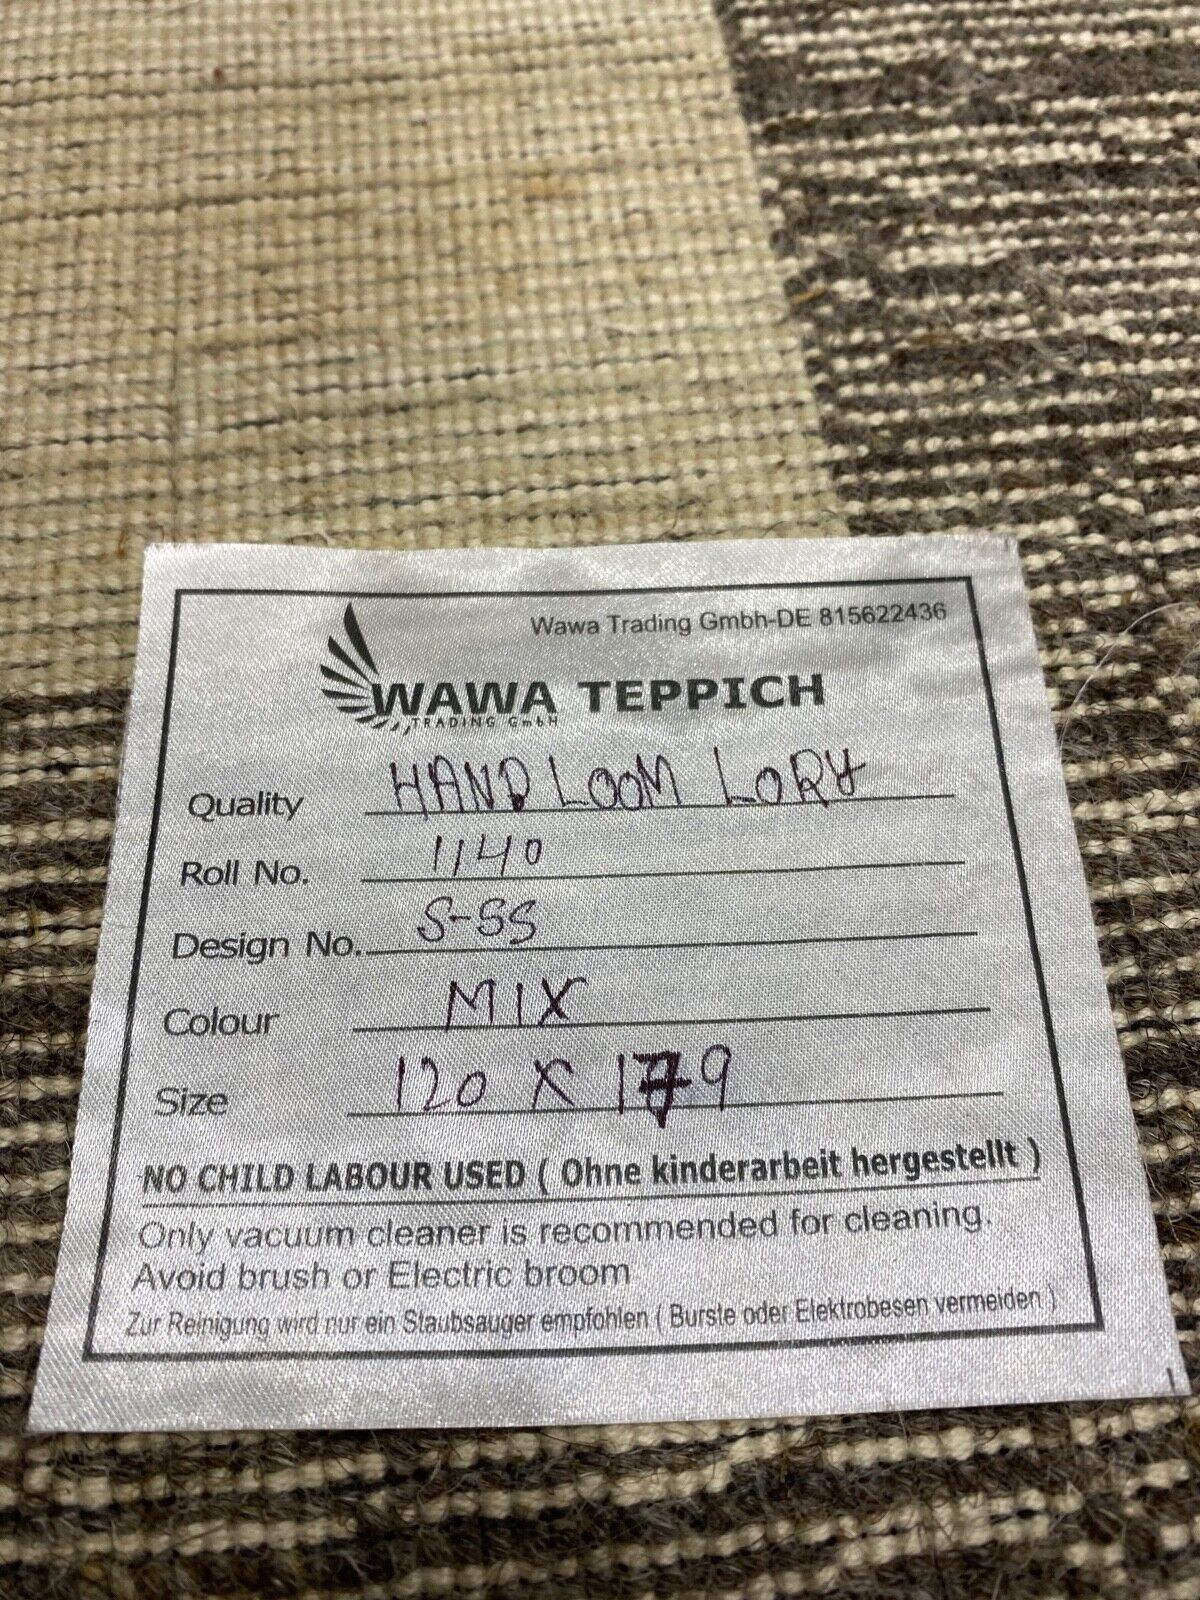 Wawa Trading Gmbh-DE 815622436
WAWA TEPPICH
TRADING GmbH
Quality HAND LOOM LORY
Roll No. 1140
Design No. S-SS
Colour MIX
Size 120 X 179
NO CHILD LABOUR USED ( Ohne kinderarbeit hergestellt )
Only vacuum cleaner is recommended for cleaning.
Avoid brush or Electric broom
Zur Reinigung wird nur ein Staubsauger empfohlen ( Burste oder Elektrobesen vermeiden )